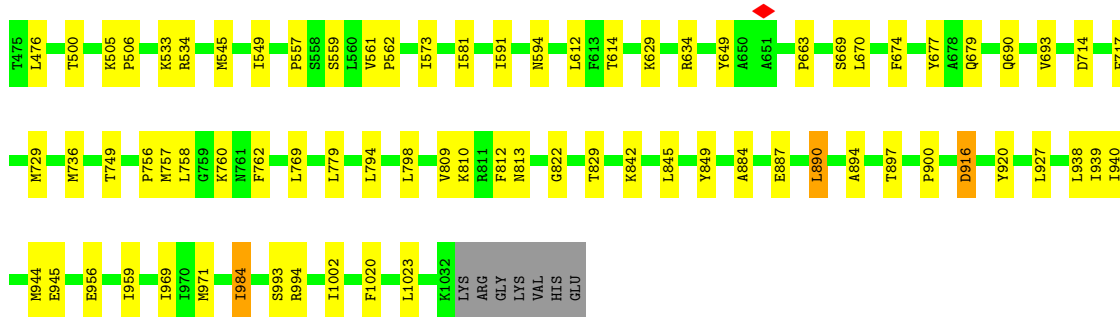 T475 L476 T500 K505 P506 K533 R534 M545 I549 P557 S558 S559 L560 V561 P562 I573 I581 I591 N594 L612 F613 T614 K629 R634 Y649 A650 A651 P663 S669 L670 F674 Y677 A678 Q679 Q690 V693 D714
M729 M736 T749 P756 M757 L758 G759 K760 N761 F762 L769 L779 L794 L798 V809 K810 R811 F812 N813 G822 T829 K842 L845 Y849 A884 E887 L890 A894 T897 P900 D916 Y920 L927 L938 I939 I940
M944 E945 E956 I959 I969 I970 M971 I984 S993 R994 I1002 F1020 L1023 K1032 LYS ARG GLY LYS VAL HIS GLU